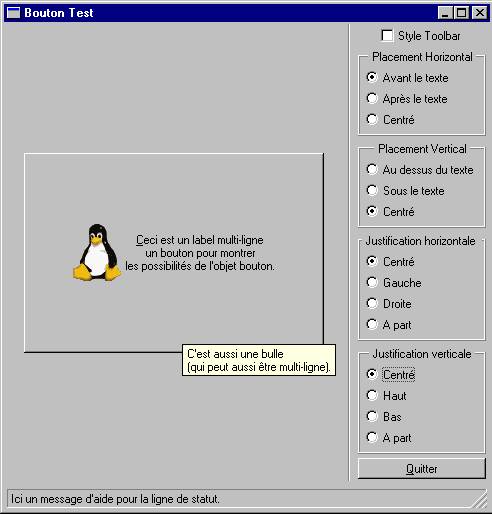 Bouton Test
Style Toolbar
Placement Horizontal
Avant le texte
Après le texte
Centré
Placement Vertical
Au dessus du texte
Sous le texte
Centré
Justification horizontale
Centré
Gauche
Droite
A part
Justification verticale
Centré
Haut
Bas
A part
Quitter
Ceci est un label multi-ligne
un bouton pour montrer
les possibilités de l'objet bouton.
C'est aussi une bulle
(qui peut aussi être multi-ligne).
Ici un message d'aide pour la ligne de statut.